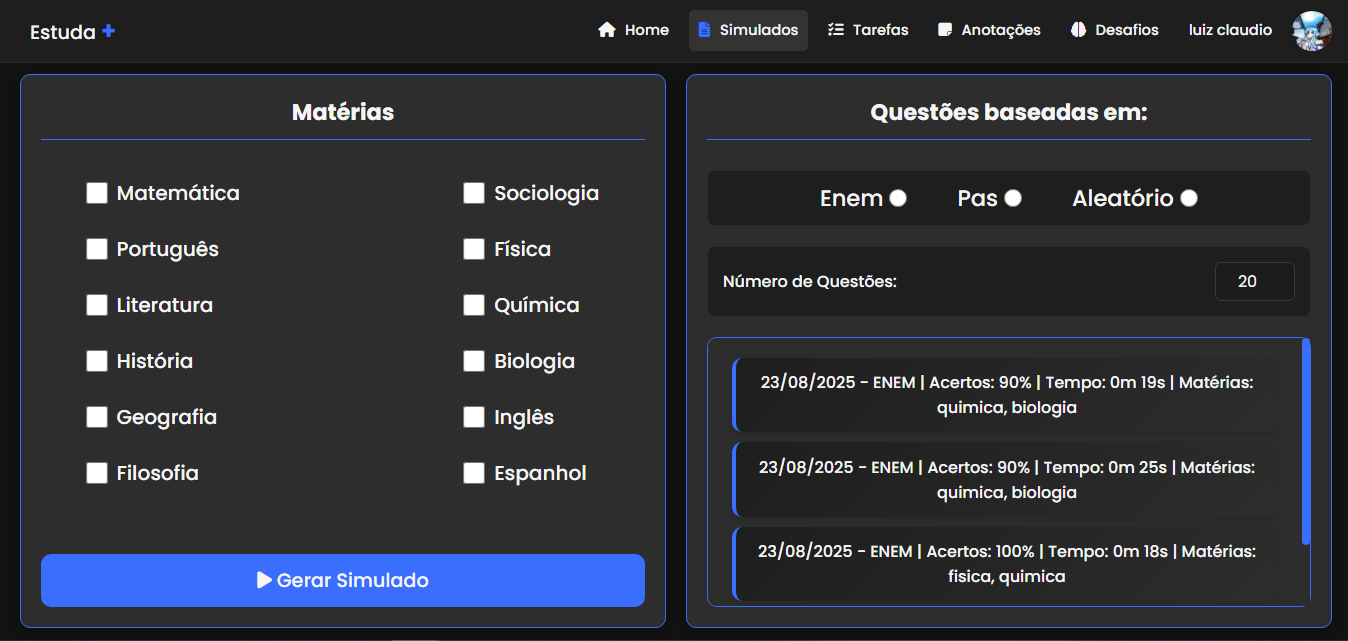 Estuda +
Home
Simulados
Tarefas
Anotações
Desafios
luiz claudio
Matérias
Matemática
Sociologia
Português
Física
Literatura
Química
História
Biologia
Geografia
Inglês
Filosofia
Espanhol
Gerar Simulado
Questões baseadas em:
Enem
Pas
Aleatório
Número de Questões:
20
23/08/2025 - ENEM | Acertos: 90% | Tempo: 0m 19s | Matérias:
quimica, biologia
23/08/2025 - ENEM | Acertos: 90% | Tempo: 0m 25s | Matérias:
quimica, biologia
23/08/2025 - ENEM | Acertos: 100% | Tempo: 0m 18s | Matérias:
fisica, quimica